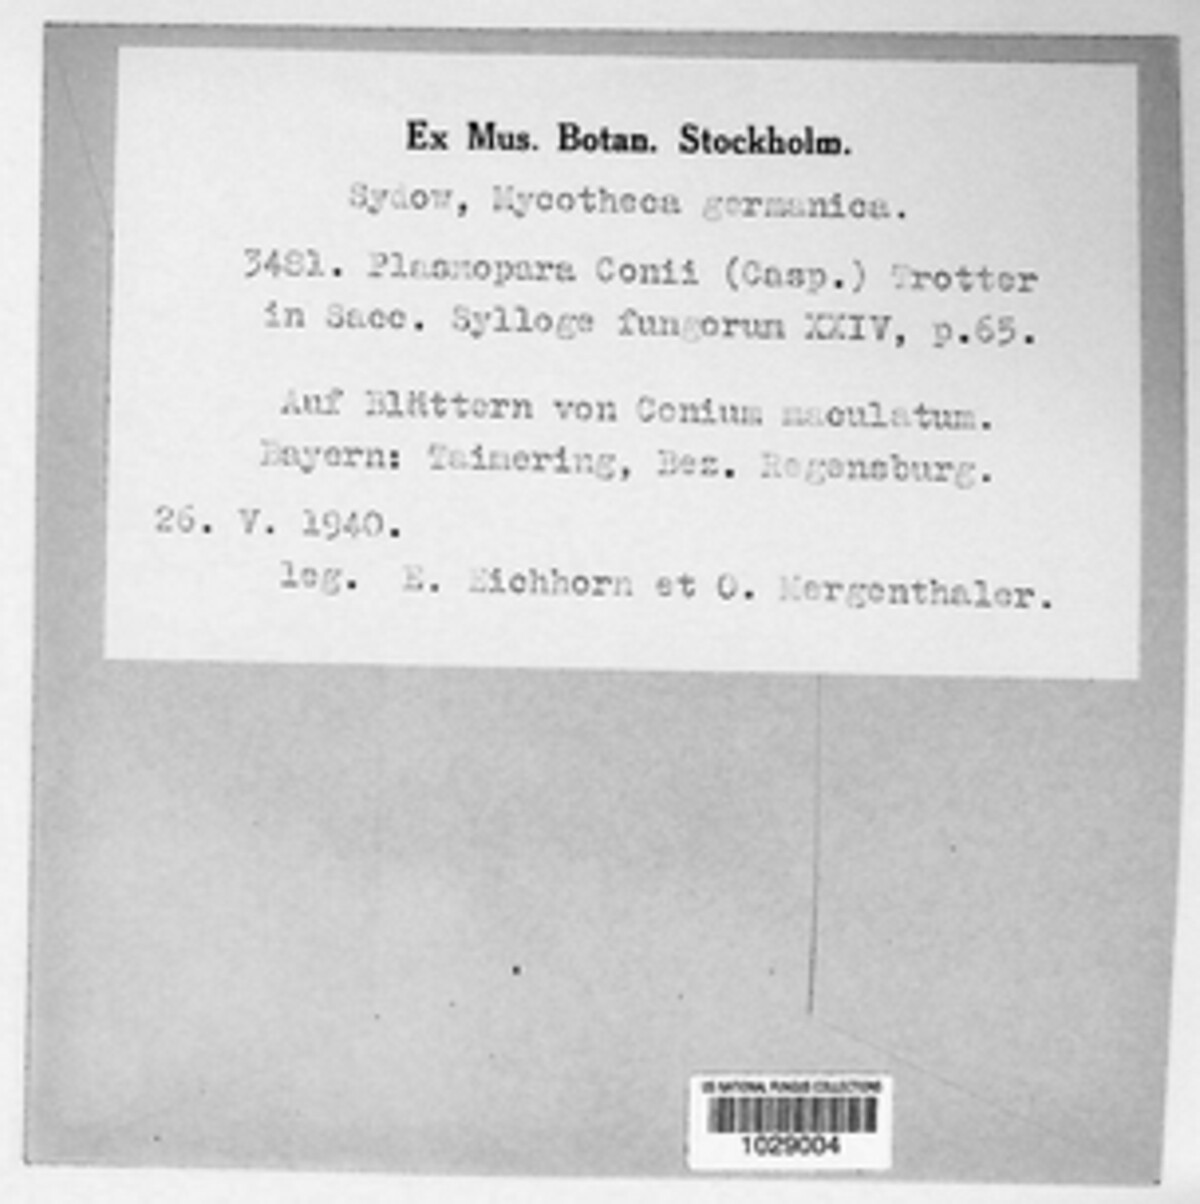 Ex Mus. Botan. Stockholm.
Sydow, Mycotheca germanica.
3481. Plasmopara Conii (Casp.) Trotter
in Sacc. Sylloge fungorum XXIV, p.65.
Auf Blättern von Conium maculatum.
Bayern: Taimering, Bez. Regensburg.
26. V. 1940.
leg. E. Eichhorn et O. Mergenthaler.
US NATIONAL FUNGUS COLLECTIONS
1029004